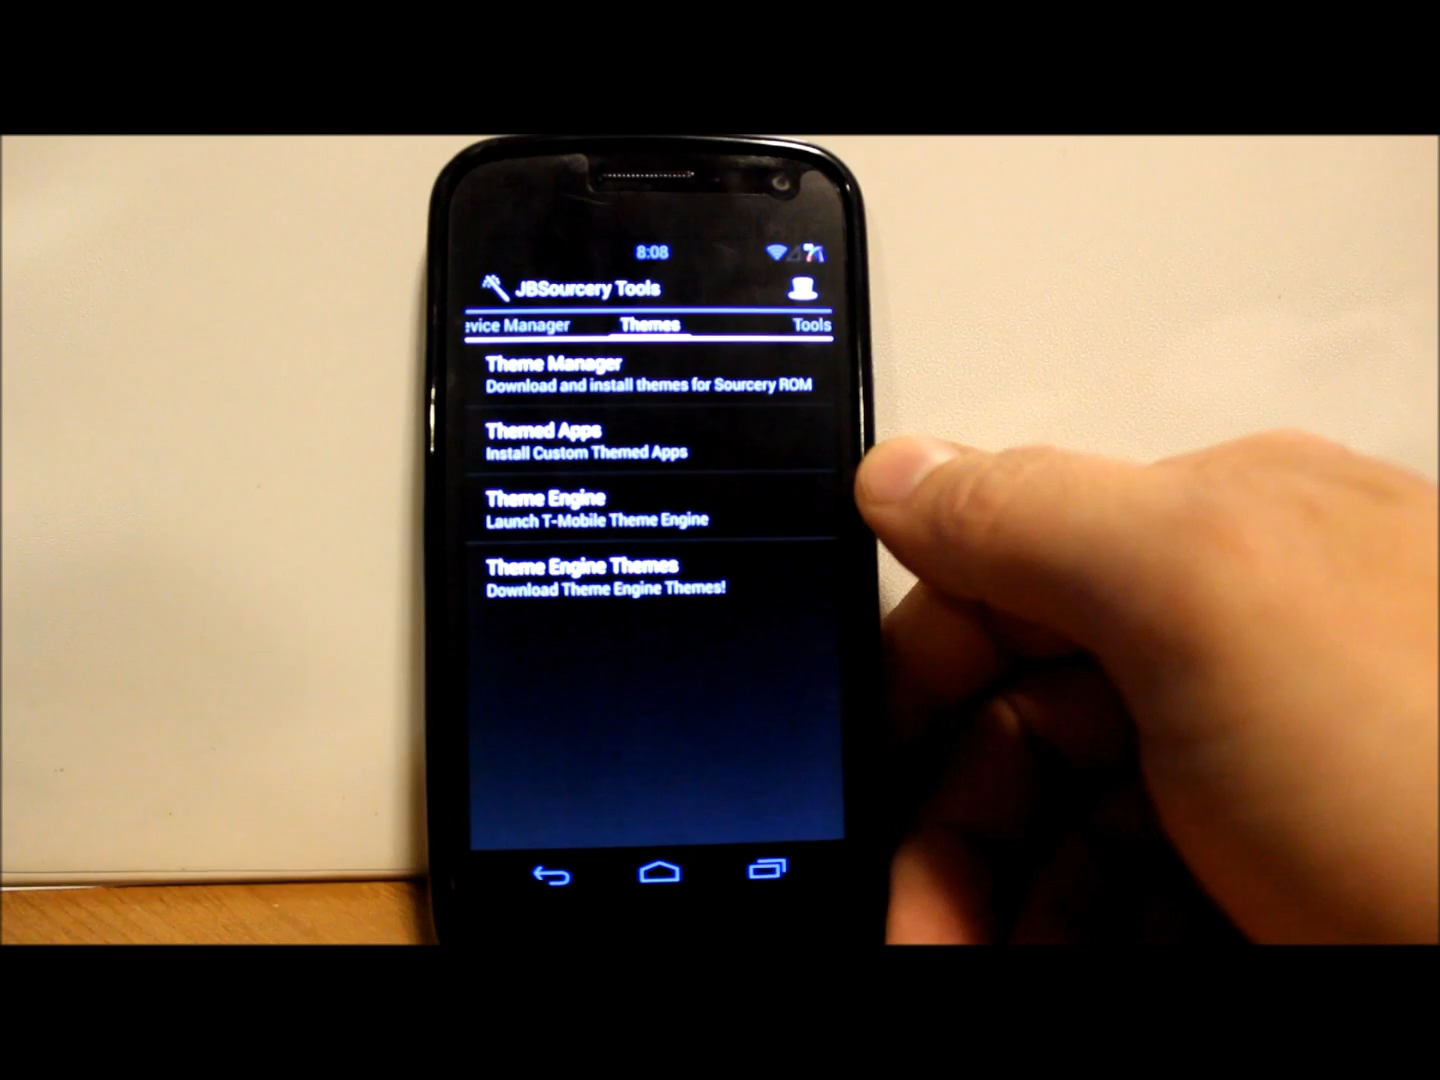 8:08
JBSourcery Tools
vice Manager Themes Tools
Theme Manager
Download and install themes for Sourcery ROM
Themed Apps
Install Custom Themed Apps
Theme Engine
Launch T-Mobile Theme Engine
Theme Engine Themes
Download Theme Engine Themes!